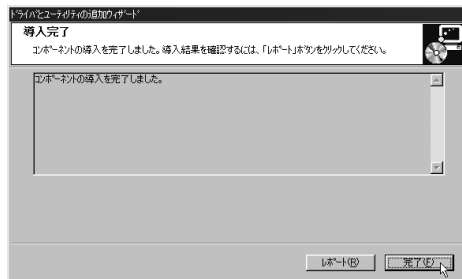 ドライバとユーティリティの追加ウィザード
導入完了
コンポーネントの導入を完了しました。導入結果を確認するには、「レポート」ボタンをクリックしてください。
コンポーネントの導入を完了しました。
レポート(R)
完了(E)